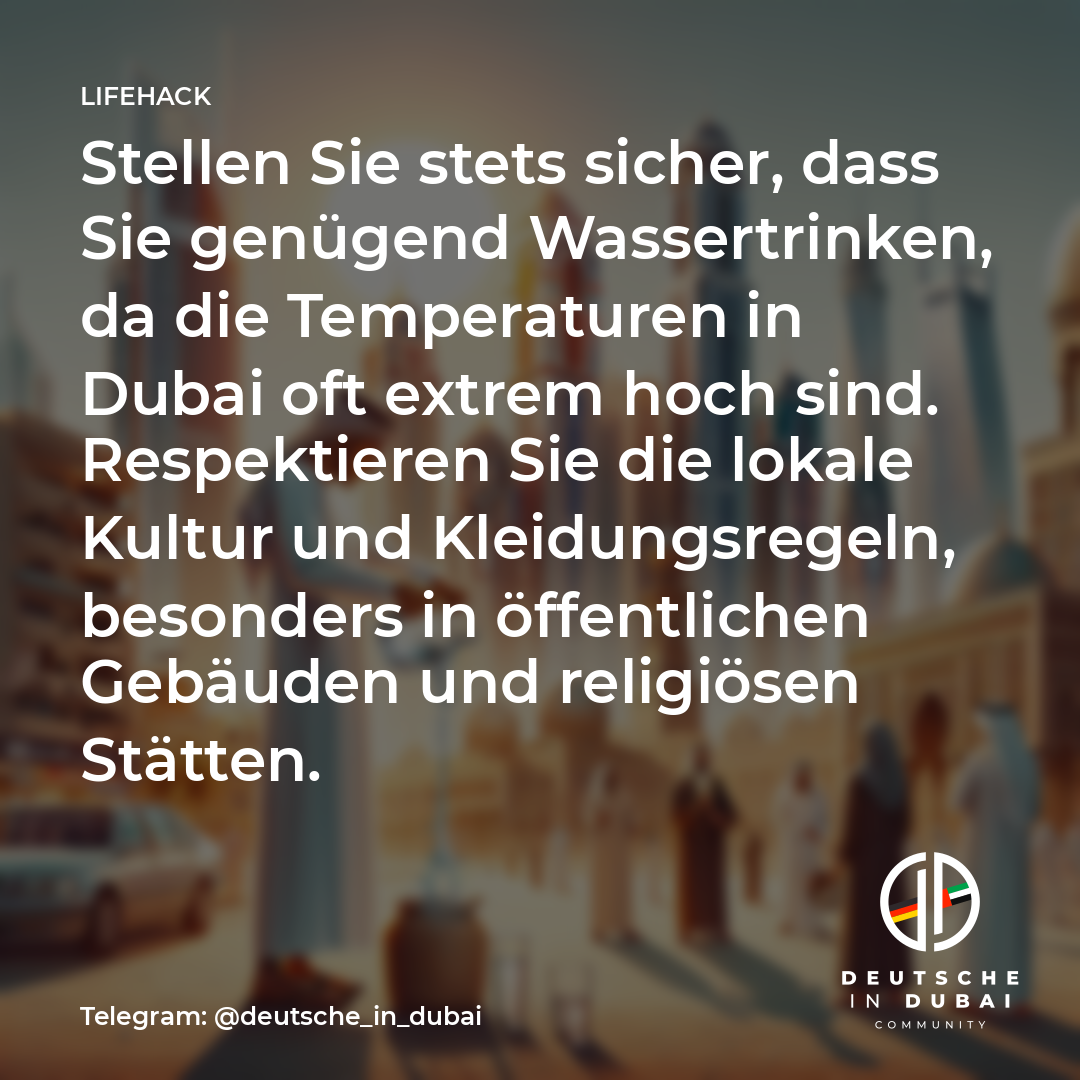 LIFEHACK
Stellen Sie stets sicher, dass
Sie genügend Wassertrinken,
da die Temperaturen in
Dubai oft extrem hoch sind.
Respektieren Sie die lokale
Kultur und Kleidungsregeln,
besonders in öffentlichen
Gebäuden und religiösen
Stätten.
DEUTSCHE
IN DUBAI
COMMUNITY
Telegram: @deutsche_in_dubai